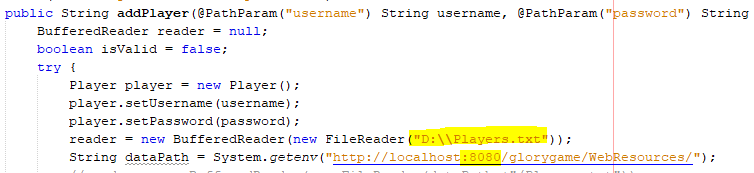 public String addPlayer(@PathParam("username") String username, @PathParam("password") String
BufferedReader reader = null;
boolean isValid = false;
try {
Player player = new Player();
player.setUsername(username);
player.setPassword(password);
reader = new BufferedReader(new FileReader("D:\\Players.txt"));
String dataPath = System.getenv("http://localhost:8080/glorygame/WebResources/");